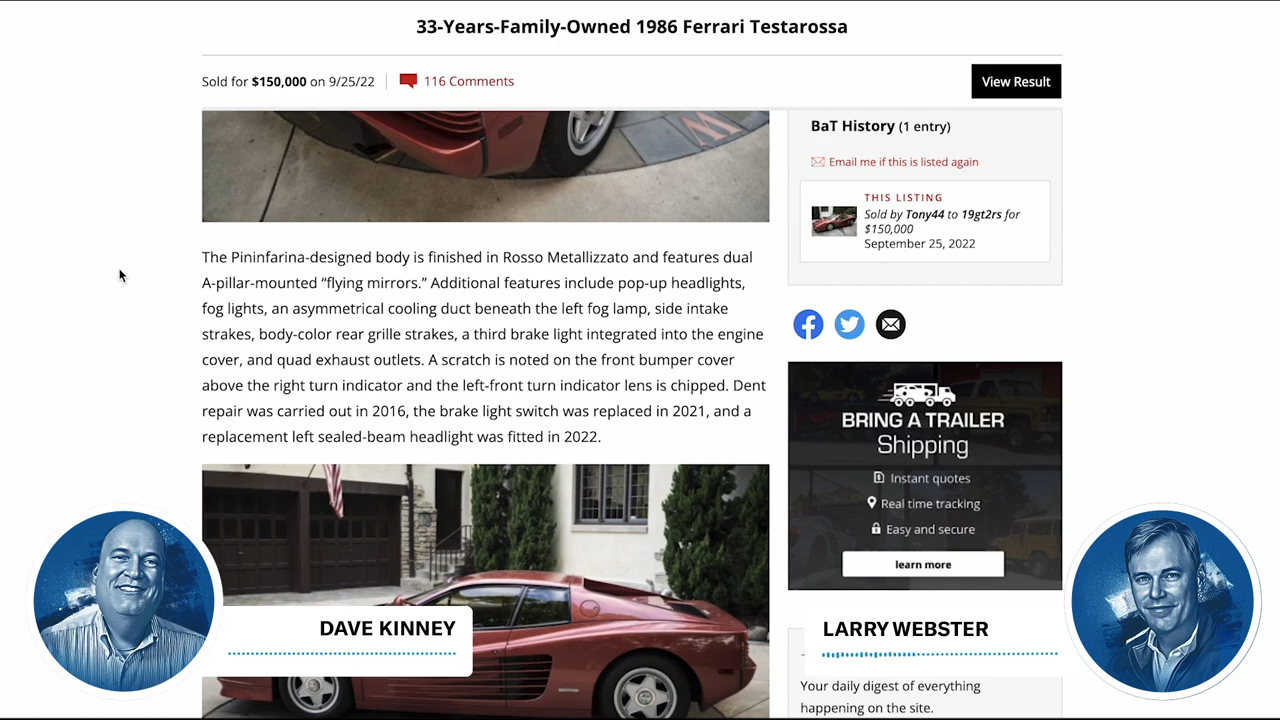 33-Years-Family-Owned 1986 Ferrari Testarossa
Sold for $150,000 on 9/25/22
116 Comments
View Result
The Pininfarina-designed body is finished in Rosso Metallizzato and features dual
A-pillar-mounted “flying mirrors.” Additional features include pop-up headlights,
fog lights, an asymmetrical cooling duct beneath the left fog lamp, side intake
strakes, body-color rear grille strakes, a third brake light integrated into the engine
cover, and quad exhaust outlets. A scratch is noted on the front bumper cover
above the right turn indicator and the left-front turn indicator lens is chipped. Dent
repair was carried out in 2016, the brake light switch was replaced in 2021, and a
replacement left sealed-beam headlight was fitted in 2022.
BaT History (1 entry)
Email me if this is listed again
THIS LISTING
Sold by Tony44 to 19gt2rs for
$150,000
September 25, 2022
BRING A TRAILER
Shipping
Instant quotes
Real time tracking
Easy and secure
learn more
DAVE KINNEY
LARRY WEBSTER
Your daily digest of everything
happening on the site.